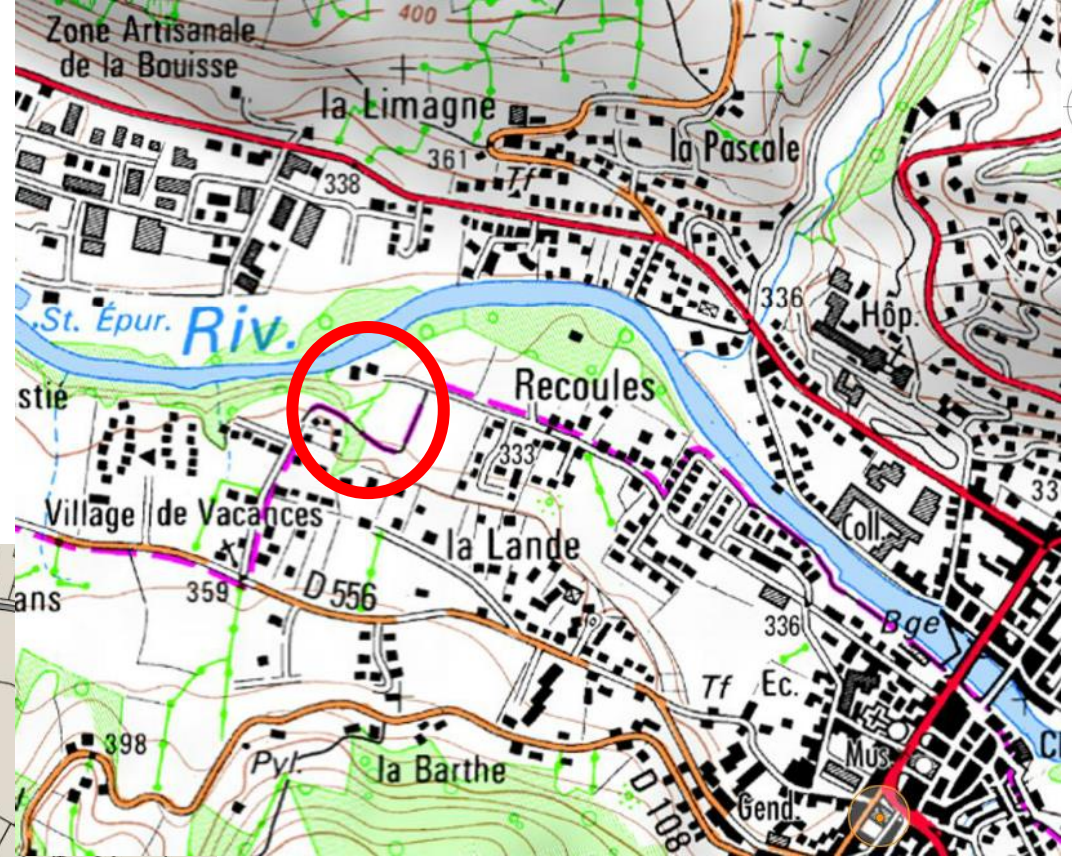 400
Zone Artisanale
de la Bouisse
la Limagne
la Pascale
361
Tf
338
336
Hôp.
St. Épur.
Riv.
Recoules
stie
333
33
Village de Vacances
Coll.
la Lande
ans
359
D 556
336
Bge
Tf
Ec.
398
Mus.
Pyl.
la Barthe
D 108
Gend.